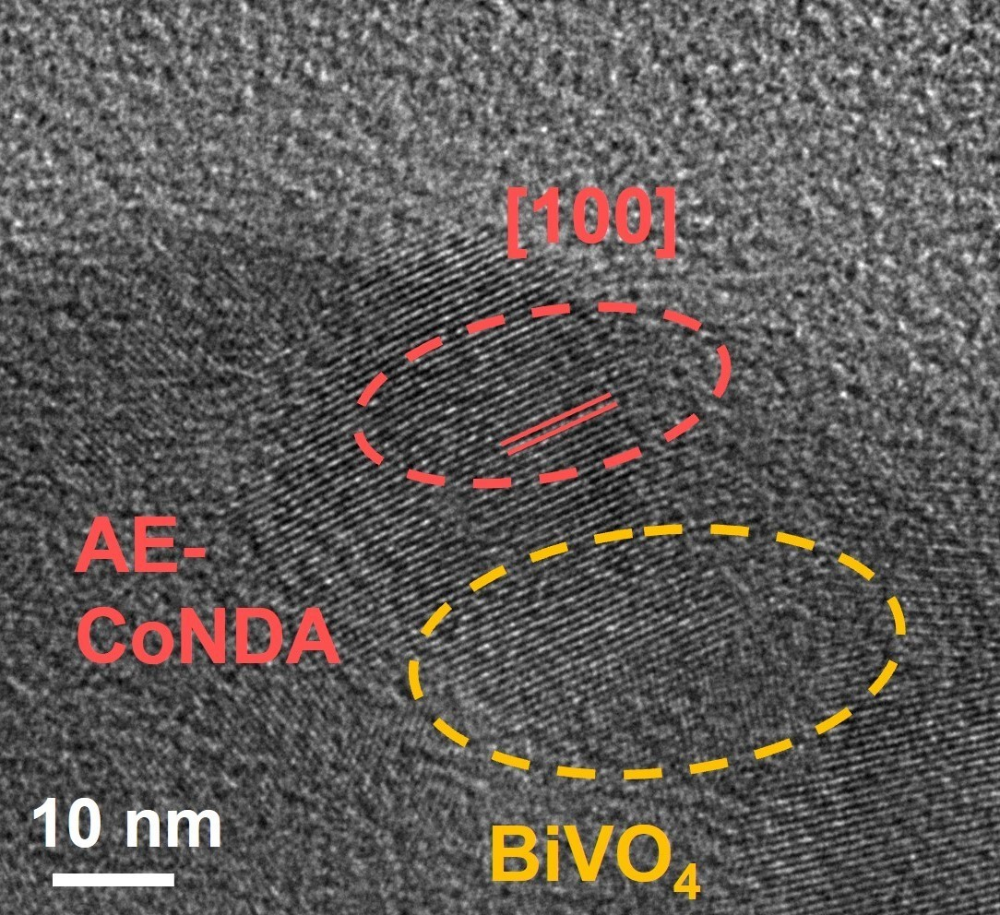 [100]
AE-
CoNDA
10 nm
BiVO₄